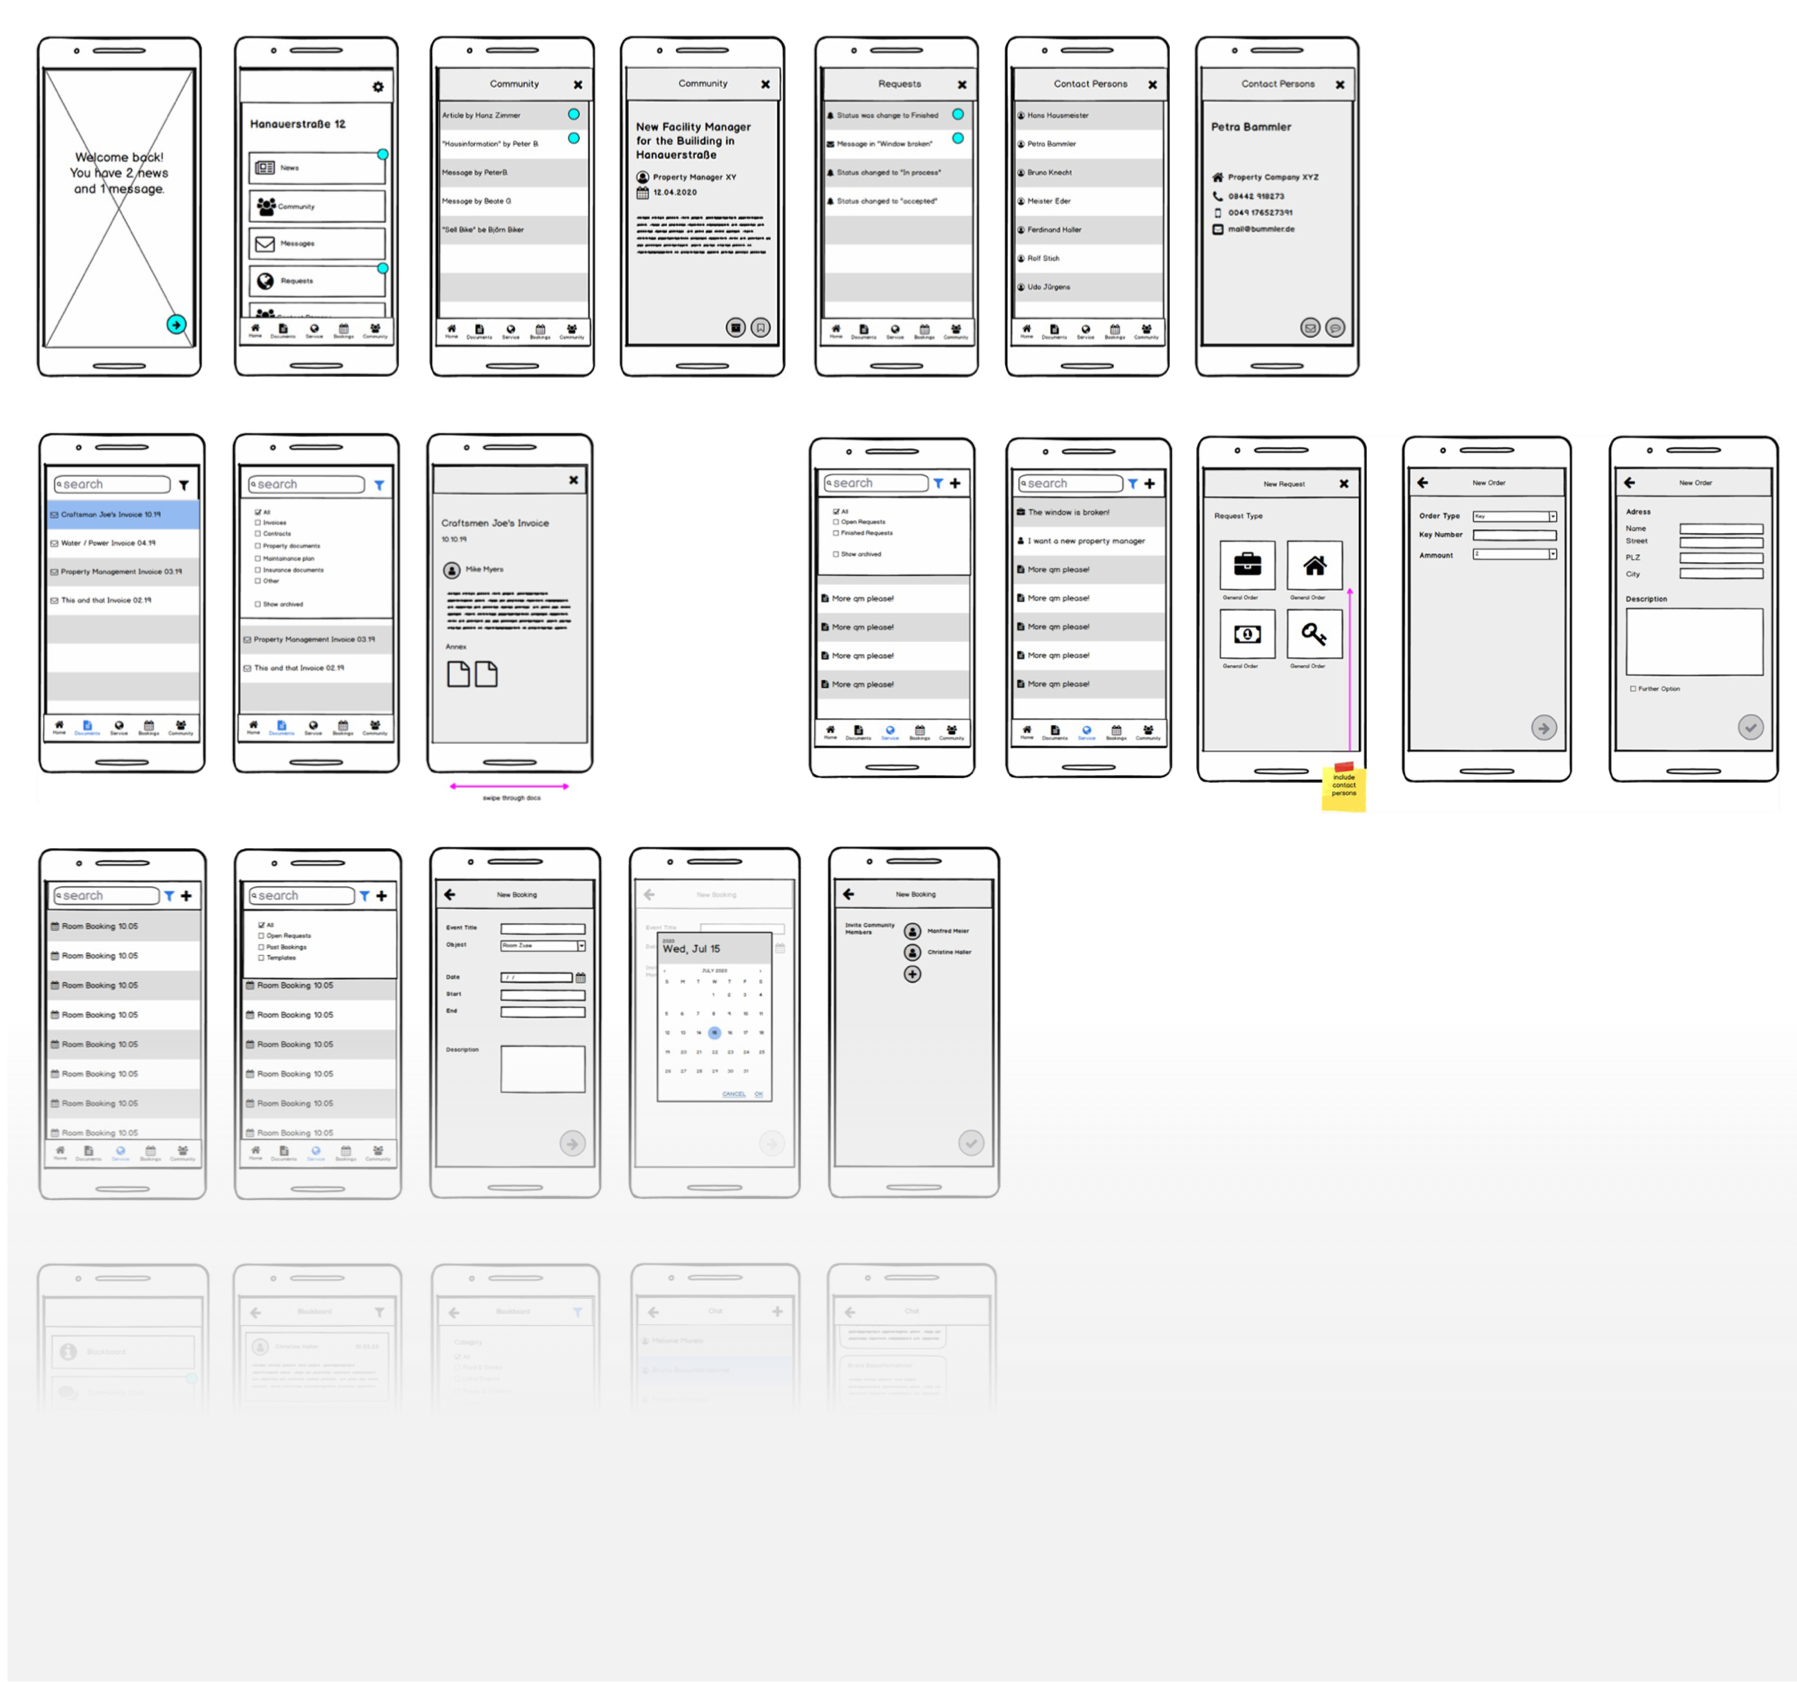 Welcome back!
You have 2 news
and 1 message.
Hanauerstraße 12
News
Community
Messages
Requests
Home Documents Service Bookings Community
Community
Article by Hanz Zimmer
"Hausinformation" by Peter B.
Message by PeterB.
Message by Beate G.
"Sell Bike" be Björn Biker
Home Documents Service Bookings Community
Community
New Facility Manager
for the Builiding in
Hanauerstraße
Property Manager XY
12.04.2020
Requests
Status was change to Finished
Message in "Window broken"
Status changed to "In process"
Status changed to "accepted"
Home Documents Service Bookings Community
Contact Persons
Hans Hausmeister
Petra Bammler
Bruno Knecht
Meister Eder
Ferdinand Haller
Rolf Stich
Udo Jürgens
Home Documents Service Bookings Community
Contact Persons
Petra Bammler
Property Company XYZ
08442 918273
0049 176527391
mail@bummler.de
search
Craftsman Joe's Invoice 10.19
Water / Power Invoice 04.19
Property Management Invoice 03.19
This and that Invoice 02.19
Home Documents Service Bookings Community
search
All
Invoices
Contracts
Property documents
Maintainance plan
Insurance documents
Other
Show archived
Property Management Invoice 03.19
This and that Invoice 02.19
Home Documents Service Bookings Community
Craftsmen Joe's Invoice
10.10.19
Mike Myers
Annex
swipe through docs
search
All
Open Requests
Finished Requests
Show archived
More qm please!
More qm please!
More qm please!
More qm please!
Home Documents Service Bookings Community
search
The window is broken!
I want a new property manager
More qm please!
More qm please!
More qm please!
More qm please!
More qm please!
Home Documents Service Bookings Community
New Request
Request Type
General Order General Order
General Order General Order
include
contact
persons
New Order
Order Type Key
Key Number
Ammount 2
New Order
Adress
Name
Street
PLZ
City
Description
Further Option
search
Room Booking 10.05
Room Booking 10.05
Room Booking 10.05
Room Booking 10.05
Room Booking 10.05
Room Booking 10.05
Room Booking 10.05
Room Booking 10.05
Home Documents Service Bookings Community
search
All
Open Requests
Past Bookings
Templates
Room Booking 10.05
Room Booking 10.05
Room Booking 10.05
Room Booking 10.05
Room Booking 10.05
Room Booking 10.05
Home Documents Service Bookings Community
New Booking
Event Title
Object Room Zuse
Date / /
Start
End
Description
New Booking
Event Title
2020
Wed, Jul 15
JULY 2020
S M T W T F S
1 2 3 4
5 6 7 8 9 10 11
12 13 14 15 16 17 18
19 20 21 22 23 24 25
26 27 28 29 30 31
CANCEL OK
New Booking
Invite Community
Members
Manfred Meier
Christine Haller
Blackboard
Blackboard
Christine Haller
Blackboard
Category
All
Chat
Chat